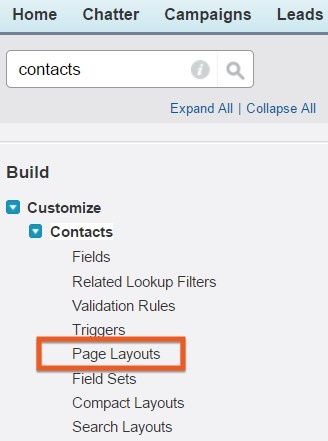 Home Chatter Campaigns Leads
contacts
Expand All | Collapse All
Build
Customize
Contacts
Fields
Related Lookup Filters
Validation Rules
Triggers
Page Layouts
Field Sets
Compact Layouts
Search Layouts